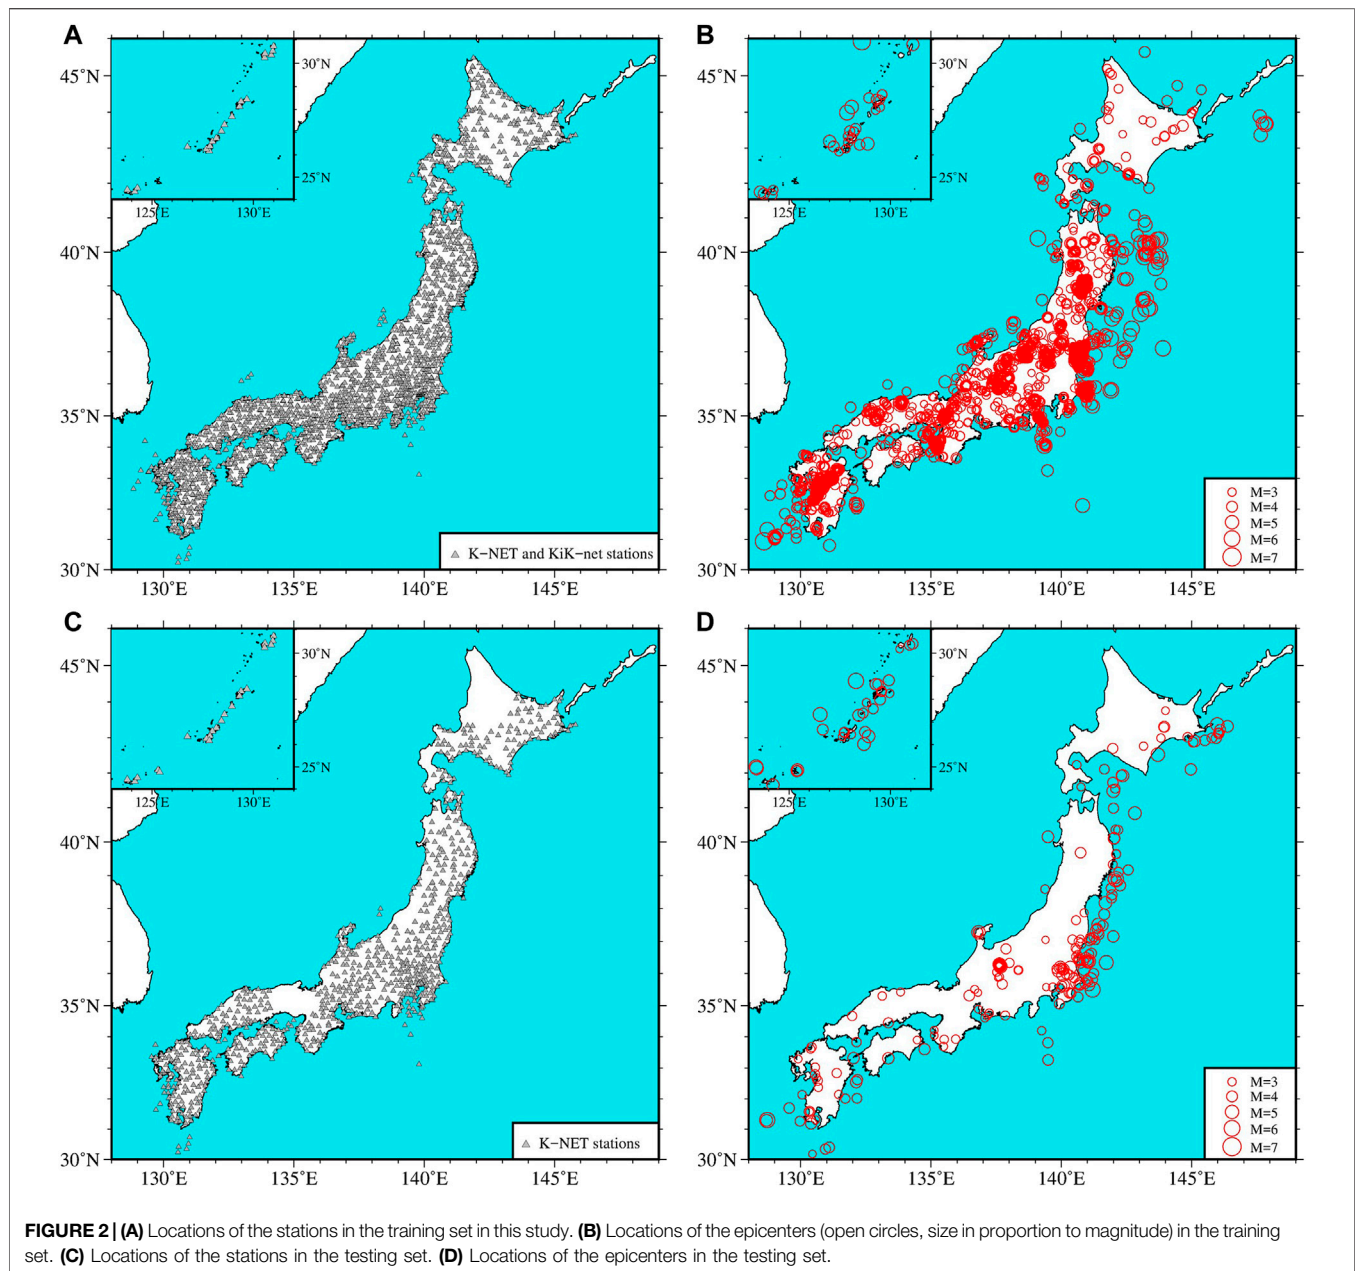 A
45°N
40°N
35°N
30°N
130°E
135°E
140°E
145°E
30°N
25°N
125°E
130°E
K−NET and KiK−net stations
B
45°N
40°N
35°N
30°N
130°E
135°E
140°E
145°E
30°N
25°N
125°E
130°E
M=3
M=4
M=5
M=6
M=7
C
45°N
40°N
35°N
30°N
130°E
135°E
140°E
145°E
30°N
25°N
125°E
130°E
K−NET stations
D
45°N
40°N
35°N
30°N
130°E
135°E
140°E
145°E
30°N
25°N
125°E
130°E
M=3
M=4
M=5
M=6
M=7
FIGURE 2 | (A) Locations of the stations in the training set in this study. (B) Locations of the epicenters (open circles, size in proportion to magnitude) in the training
set. (C) Locations of the stations in the testing set. (D) Locations of the epicenters in the testing set.